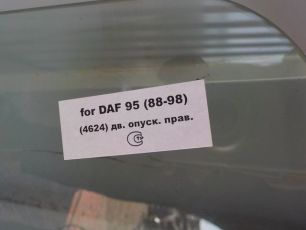 for DAF 95 (88-98)
(4624) дв. опуск. прав.